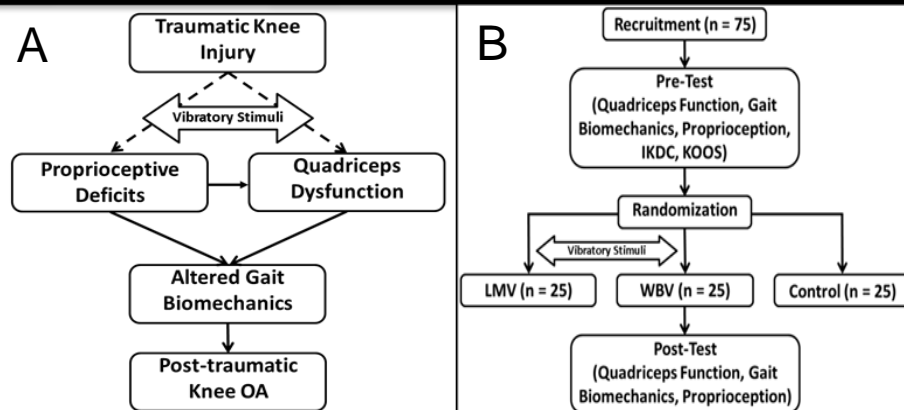 A
Traumatic Knee
Injury
Vibratory Stimuli
Proprioceptive
Deficits
Quadriceps
Dysfunction
Altered Gait
Biomechanics
Post-traumatic
Knee OA
B
Recruitment (n = 75)
Pre-Test
(Quadriceps Function, Gait
Biomechanics, Proprioception,
IKDC, KOOS)
Randomization
Vibratory Stimuli
LMV (n = 25)
WBV (n = 25)
Control (n = 25)
Post-Test
(Quadriceps Function, Gait
Biomechanics, Proprioception)